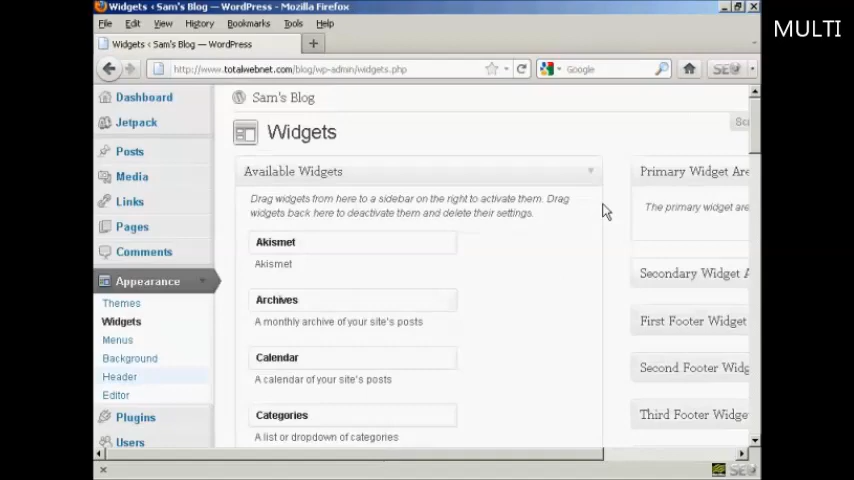 Widgets ‹ Sam's Blog — WordPress - Mozilla Firefox
MULTI
File Edit View History Bookmarks Tools Help
Widgets ‹ Sam's Blog — WordPress
http://www.totalwebnet.com/blog/wp-admin/widgets.php
Google
SEO
Dashboard
Jetpack
Posts
Media
Links
Pages
Comments
Appearance
Themes
Widgets
Menus
Background
Header
Editor
Plugins
Users
Sam's Blog
Widgets
Available Widgets
Drag widgets from here to a sidebar on the right to activate them. Drag
widgets back here to deactivate them and delete their settings.
Akismet
Akismet
Archives
A monthly archive of your site's posts
Calendar
A calendar of your site's posts
Categories
A list or dropdown of categories
Primary Widget Are
The primary widget are
Secondary Widget A
First Footer Widget
Second Footer Widg
Third Footer Widge
SEO